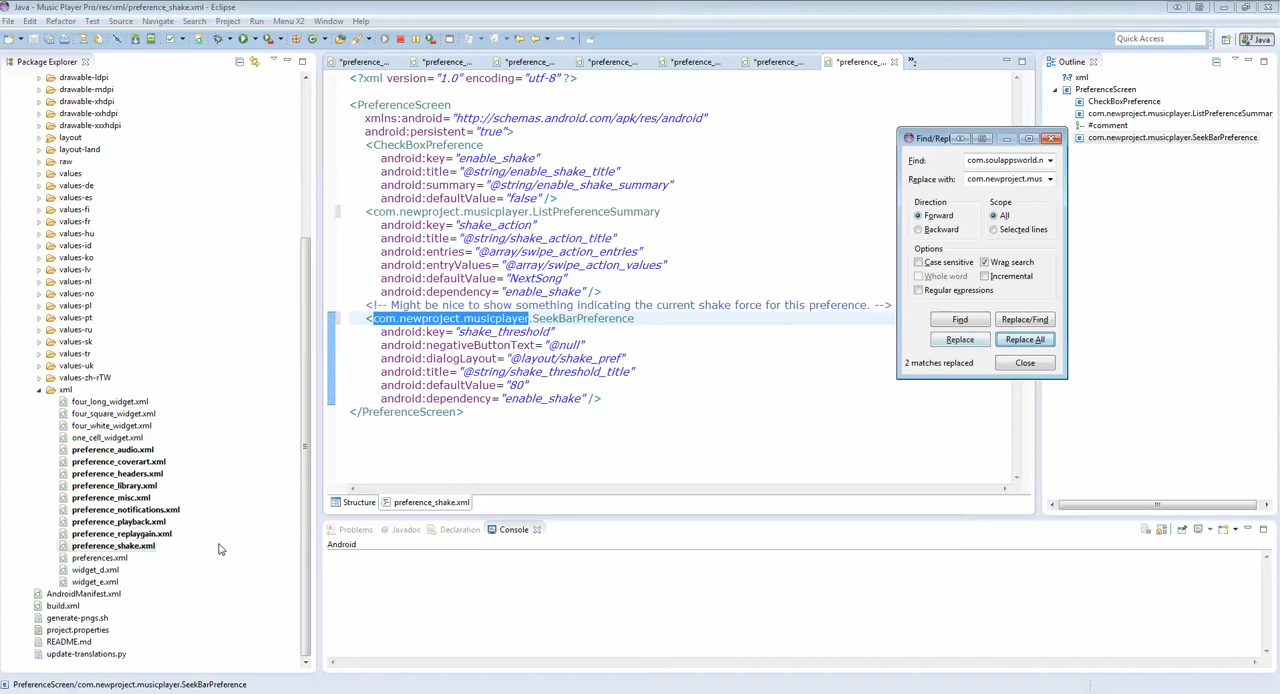 Java - Music Player Pro/res/xml/preference_shake.xml - Eclipse
File Edit Refactor Test Source Navigate Search Project Run Menu X2 Window Help
Quick Access
Java
Package Explorer
*preference_... *preference_... *preference_... *preference_... *preference_... *preference_... *preference_...
Outline
drawable-ldpi
drawable-mdpi
drawable-xhdpi
drawable-xxhdpi
layout
layout-land
raw
values
values-de
values-es
values-fi
values-fr
values-hu
values-id
values-ko
values-lv
values-nl
values-no
values-pl
values-pt
values-ru
values-sk
values-tr
values-uk
values-zh-rTW
xml
four_long_widget.xml
four_square_widget.xml
four_white_widget.xml
one_cell_widget.xml
preference_audio.xml
preference_coverart.xml
preference_headers.xml
preference_library.xml
preference_misc.xml
preference_notifications.xml
preference_playback.xml
preference_replaygain.xml
preference_shake.xml
preferences.xml
widget_d.xml
widget_e.xml
AndroidManifest.xml
build.xml
generate-pngs.sh
project.properties
README.md
update-translations.py
<?xml version="1.0" encoding="utf-8"?>
<PreferenceScreen
xmlns:android="http://schemas.android.com/apk/res/android"
android:persistent="true">
<CheckBoxPreference
android:key="enable_shake"
android:title="@string/enable_shake_title"
android:summary="@string/enable_shake_summary"
android:defaultValue="false" />
<com.newproject.musicplayer.ListPreferenceSummary
android:key="shake_action"
android:title="@string/shake_action_title"
android:entries="@array/swipe_action_entries"
android:entryValues="@array/swipe_action_values"
android:defaultValue="NextSong"
android:dependency="enable_shake" />
<!-- Might be nice to show something indicating the current shake force for this preference. -->
<com.newproject.musicplayer.SeekBarPreference
android:key="shake_threshold"
android:negativeButtonText="@null"
android:dialogLayout="@layout/shake_pref"
android:title="@string/shake_threshold_title"
android:defaultValue="80"
android:dependency="enable_shake" />
</PreferenceScreen>
Structure preference_shake.xml
Problems Javadoc Declaration Console
Android
Find/Repl
Find: com.soulappsworld.n
Replace with: com.newproject.mus
Direction Scope
Forward All
Backward Selected lines
Options
Case sensitive Wrap search
Whole word Incremental
Regular expressions
Find Replace/Find
Replace Replace All
2 matches replaced Close
xml
PreferenceScreen
CheckBoxPreference
com.newproject.musicplayer.ListPreferenceSummar
#comment
com.newproject.musicplayer.SeekBarPreference
PreferenceScreen/com.newproject.musicplayer.SeekBarPreference